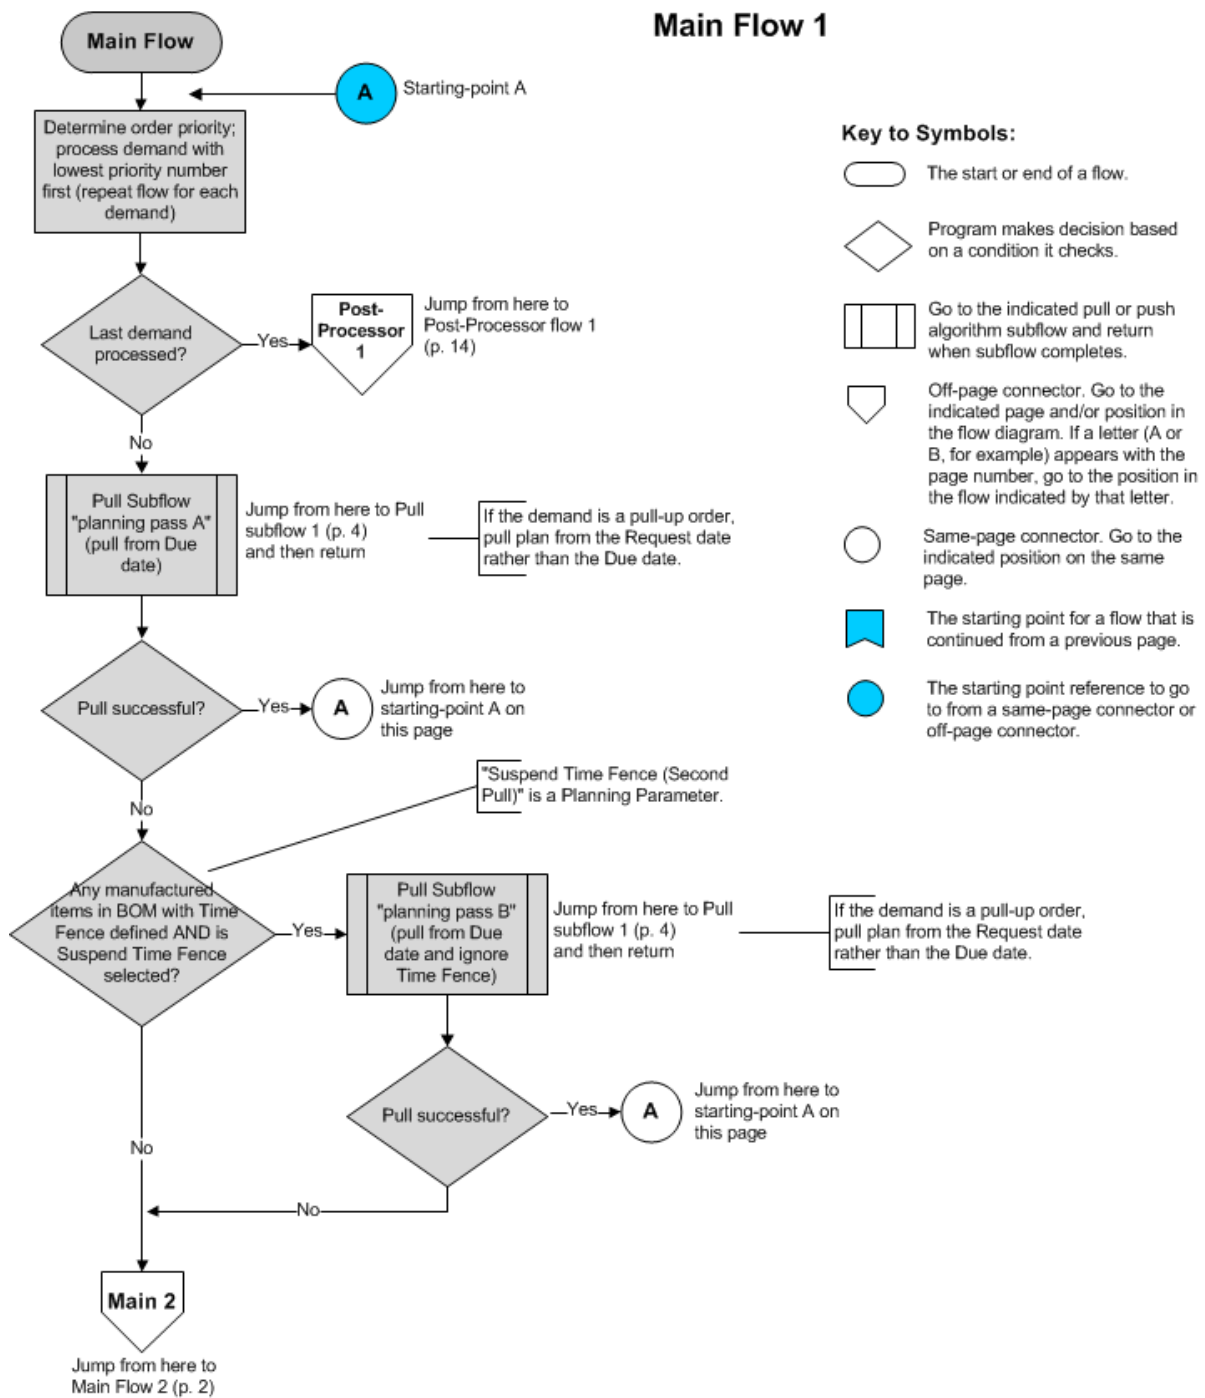 Main Flow 1
Main Flow
A
Starting-point A
Determine order priority;
process demand with
lowest priority number
first (repeat flow for each
demand)
Last demand
processed?
Yes
Post-
Processor
1
Jump from here to
Post-Processor flow 1
(p. 14)
No
Pull Subflow
"planning pass A"
(pull from Due
date)
Jump from here to Pull
subflow 1 (p. 4)
and then return
If the demand is a pull-up order,
pull plan from the Request date
rather than the Due date.
Pull successful?
Yes
A
Jump from here to
starting-point A on
this page
No
"Suspend Time Fence (Second
Pull)" is a Planning Parameter.
Any manufactured
items in BOM with Time
Fence defined AND is
Suspend Time Fence
selected?
Yes
Pull Subflow
"planning pass B"
(pull from Due
date and ignore
Time Fence)
Jump from here to Pull
subflow 1 (p. 4)
and then return
If the demand is a pull-up order,
pull plan from the Request date
rather than the Due date.
Pull successful?
Yes
A
Jump from here to
starting-point A on
this page
No
No
Main 2
Jump from here to
Main Flow 2 (p. 2)
Key to Symbols:
The start or end of a flow.
Program makes decision based
on a condition it checks.
Go to the indicated pull or push
algorithm subflow and return
when subflow completes.
Off-page connector. Go to the
indicated page and/or position in
the flow diagram. If a letter (A or
B, for example) appears with the
page number, go to the position in
the flow indicated by that letter.
Same-page connector. Go to the
indicated position on the same
page.
The starting point for a flow that is
continued from a previous page.
The starting point reference to go
to from a same-page connector or
off-page connector.